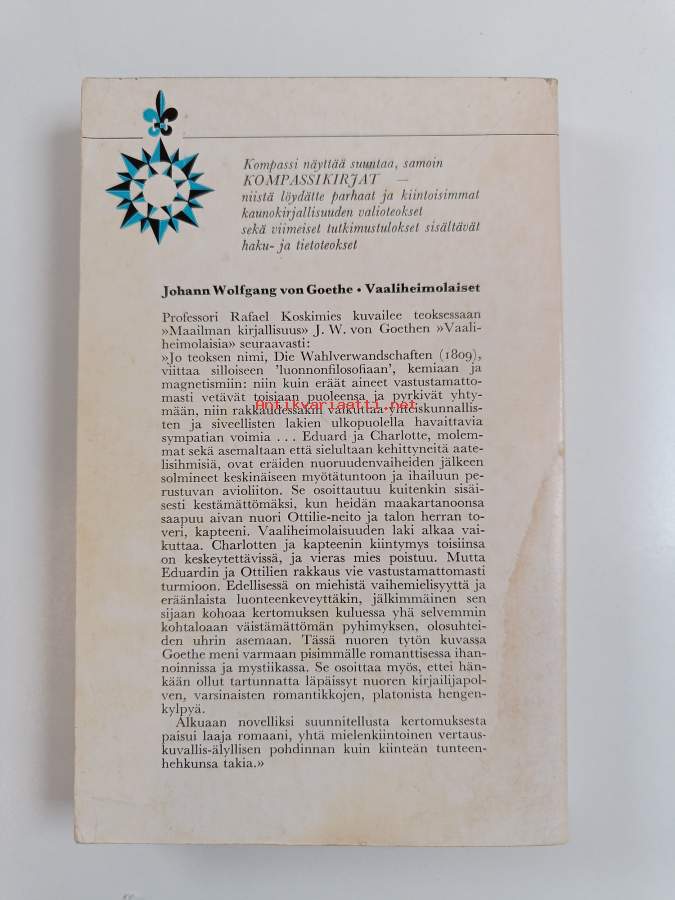 Kompassi näyttää suuntaa, samoin
KOMPASSIKIRJAT —
niistä löydätte parhaat ja kiintoisimmat
kaunokirjallisuuden valioteokset
sekä viimeiset tutkimustulokset sisältävät
haku- ja tietoteokset
Johann Wolfgang von Goethe • Vaaliheimolaiset
Professori Rafael Koskimies kuvailee teoksessaan
»Maailman kirjallisuus» J. W. von Goethen »Vaali-
heimolaisia» seuraavasti:
»Jo teoksen nimi, Die Wahlverwandschaften (1809),
viittaa silloiseen 'luonnonfilosofiaan', kemiaan ja
magnetismiin: niin kuin eräät aineet vastustamatto-
masti vetävät toisiaan puoleensa ja pyrkivät yhty-
Antikvariaatti.net
mään, niin rakkaudessakin vaikuttaa yhteiskunnallis-
ten ja siveellisten lakien ulkopuolella havaittavia
sympatian voimia . . . Eduard ja Charlotte, molem-
mat sekä asemaltaan että sielultaan kehittyneitä aate-
lisihmisiä, ovat eräiden nuoruudenvaiheiden jälkeen
solmineet keskinäiseen myötätuntoon ja ihailuun pe-
rustuvan avioliiton. Se osoittautuu kuitenkin sisäi-
sesti kestämättömäksi, kun heidän maakartanoonsa
saapuu aivan nuori Ottilie-neito ja talon herran to-
veri, kapteeni. Vaaliheimolaisuuden laki alkaa vai-
kuttaa. Charlotten ja kapteenin kiintymys toisiinsa
on keskeytettävissä, ja vieras mies poistuu. Mutta
Eduardin ja Ottilien rakkaus vie vastustamattomasti
turmioon. Edellisessä on miehistä vaihemielisyyttä ja
eräänlaista luonteenkeveyttäkin, jälkimmäinen sen
sijaan kohoaa kertomuksen kuluessa yhä selvemmin
kohtaloaan väistämättömän pyhimyksen, olosuhtei-
den uhrin asemaan. Tässä nuoren tytön kuvassa
Goethe meni varmaan pisimmälle romanttisessa ihan-
noinnissa ja mystiikassa. Se osoittaa myös, ettei hän-
kään ollut tartunnatta läpäissyt nuoren kirjailijapol-
ven, varsinaisten romantikkojen, platonista hengen-
kylpyä.
Alkuaan novelliksi suunnitellusta kertomuksesta
paisui laaja romaani, yhtä mielenkiintoinen vertaus-
kuvallis-älyllisen pohdinnan kuin kiinteän tunteen-
hehkunsa takia.»